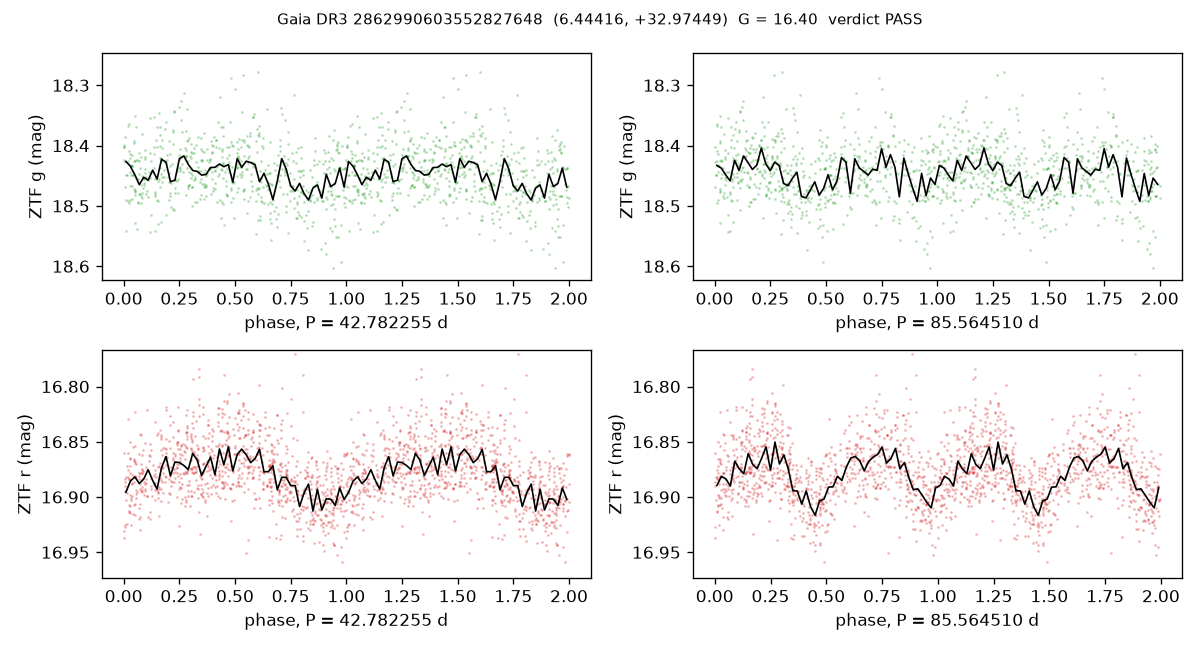 Gaia DR3 2862990603552827648 (6.44416, +32.97449) G = 16.40 verdict PASS
ZTF g (mag)
18.3
18.4
18.5
18.6
0.00 0.25 0.50 0.75 1.00 1.25 1.50 1.75 2.00
phase, P = 42.782255 d
ZTF g (mag)
18.3
18.4
18.5
18.6
0.00 0.25 0.50 0.75 1.00 1.25 1.50 1.75 2.00
phase, P = 85.564510 d
ZTF r (mag)
16.80
16.85
16.90
16.95
0.00 0.25 0.50 0.75 1.00 1.25 1.50 1.75 2.00
phase, P = 42.782255 d
ZTF r (mag)
16.80
16.85
16.90
16.95
0.00 0.25 0.50 0.75 1.00 1.25 1.50 1.75 2.00
phase, P = 85.564510 d